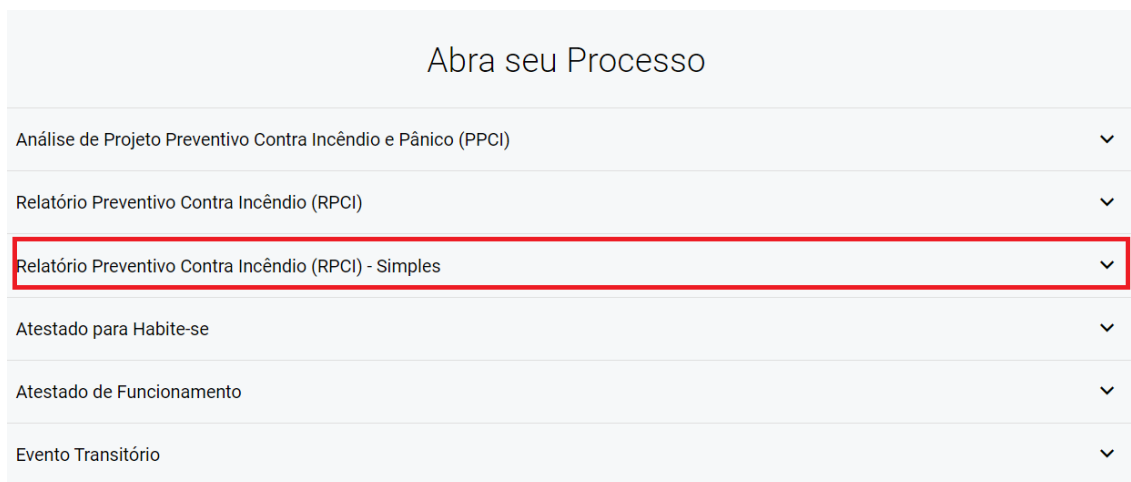 Abra seu Processo
Análise de Projeto Preventivo Contra Incêndio e Pânico (PPCI)
Relatório Preventivo Contra Incêndio (RPCI)
Relatório Preventivo Contra Incêndio (RPCI) - Simples
Atestado para Habite-se
Atestado de Funcionamento
Evento Transitório